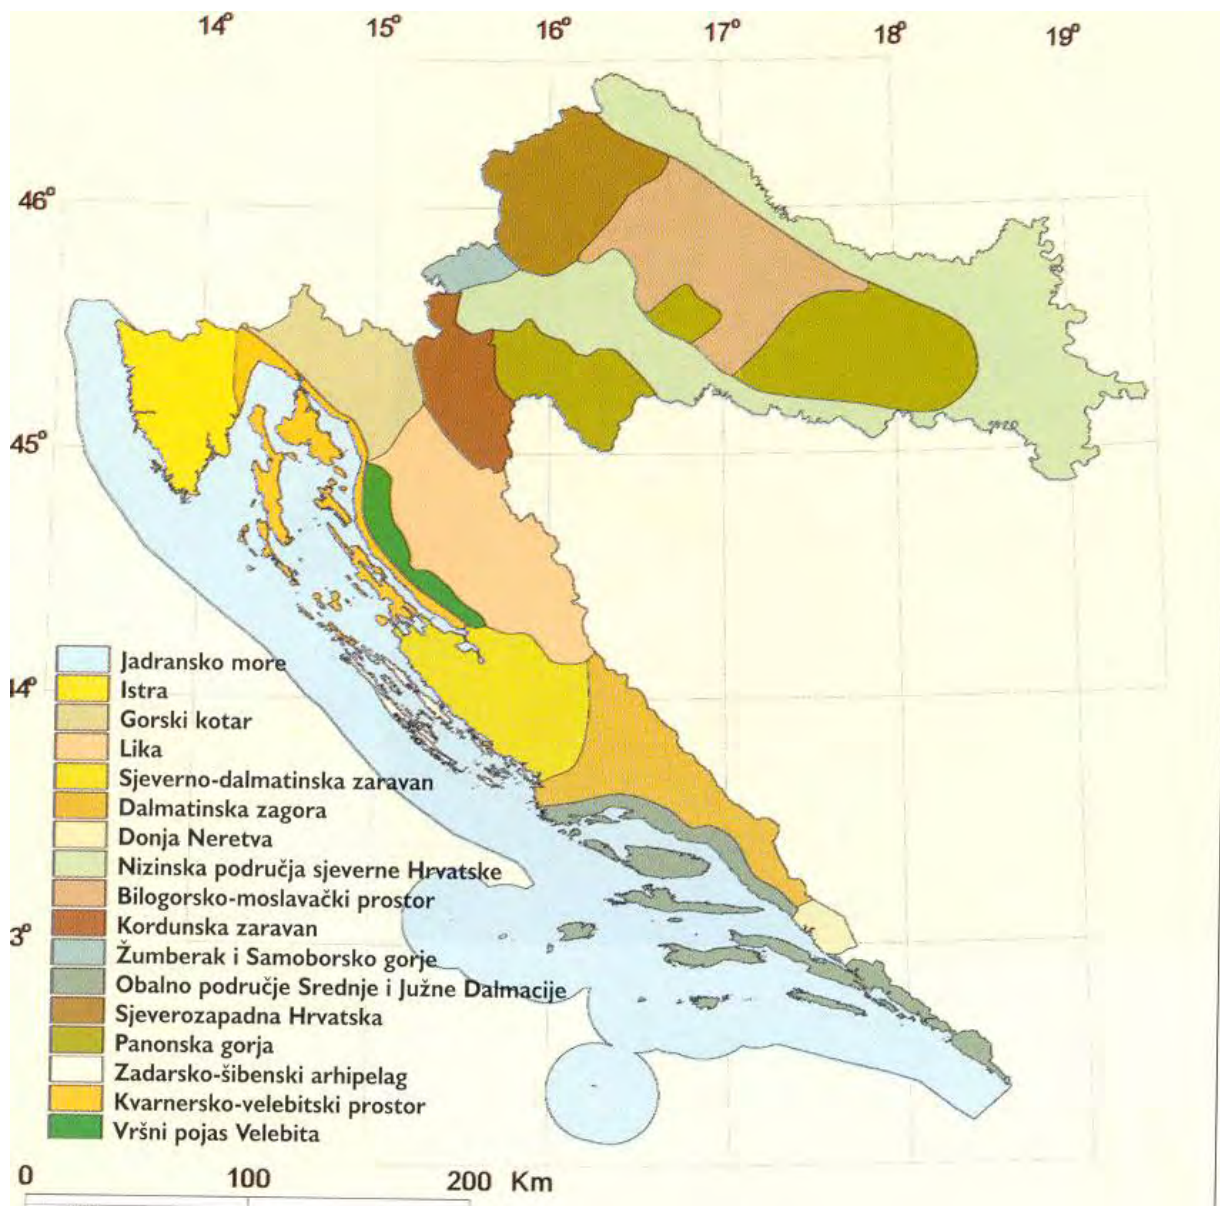 14° 15° 16° 17° 18° 19°
46°
45°
4°
3°
Jadransko more
Istra
Gorski kotar
Lika
Sjeverno-dalmatinska zaravan
Dalmatinska zagora
Donja Neretva
Nizinska područja sjeverne Hrvatske
Bilogorsko-moslavački prostor
Kordunska zaravan
Žumberak i Samoborsko gorje
Obalno područje Srednje i Južne Dalmacije
Sjeverozapadna Hrvatska
Panonska gorja
Zadarsko-šibenski arhipelag
Kvarnersko-velebitski prostor
Vršni pojas Velebita
0 100 200 Km